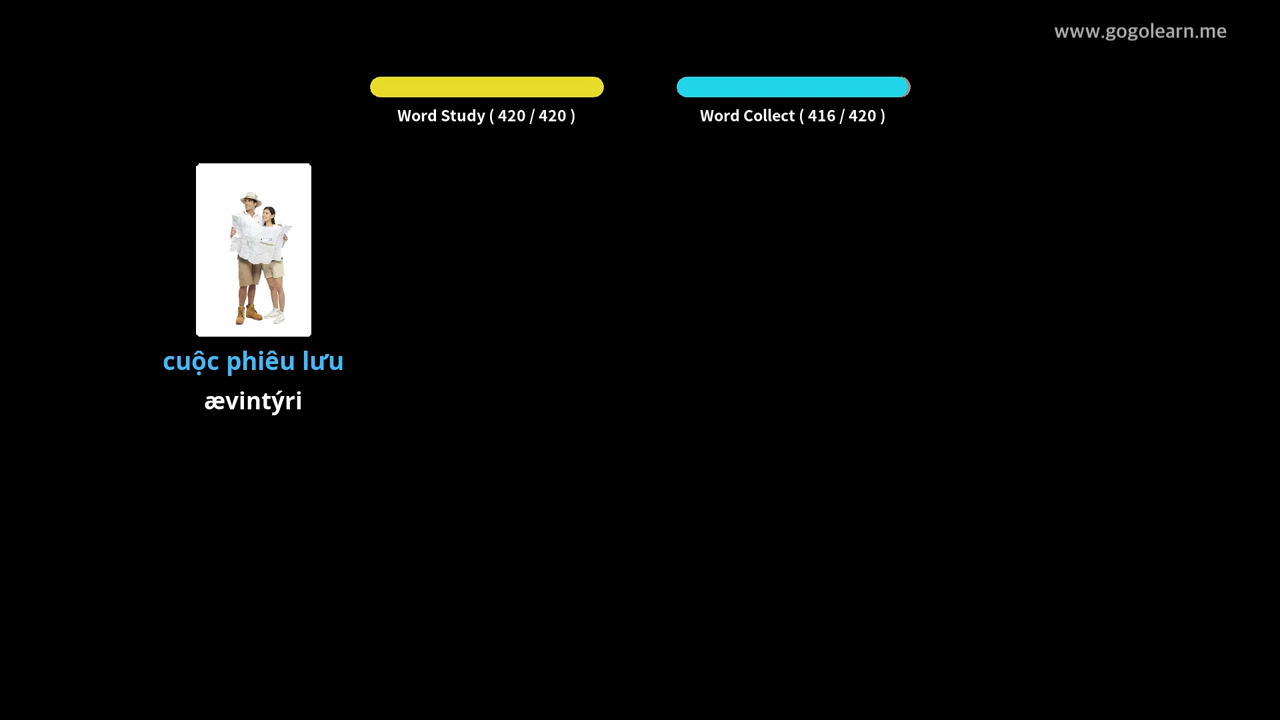 www.gogolearn.me
Word Study ( 420 / 420 )
Word Collect ( 416 / 420 )
cuộc phiêu lưu
ævintýri